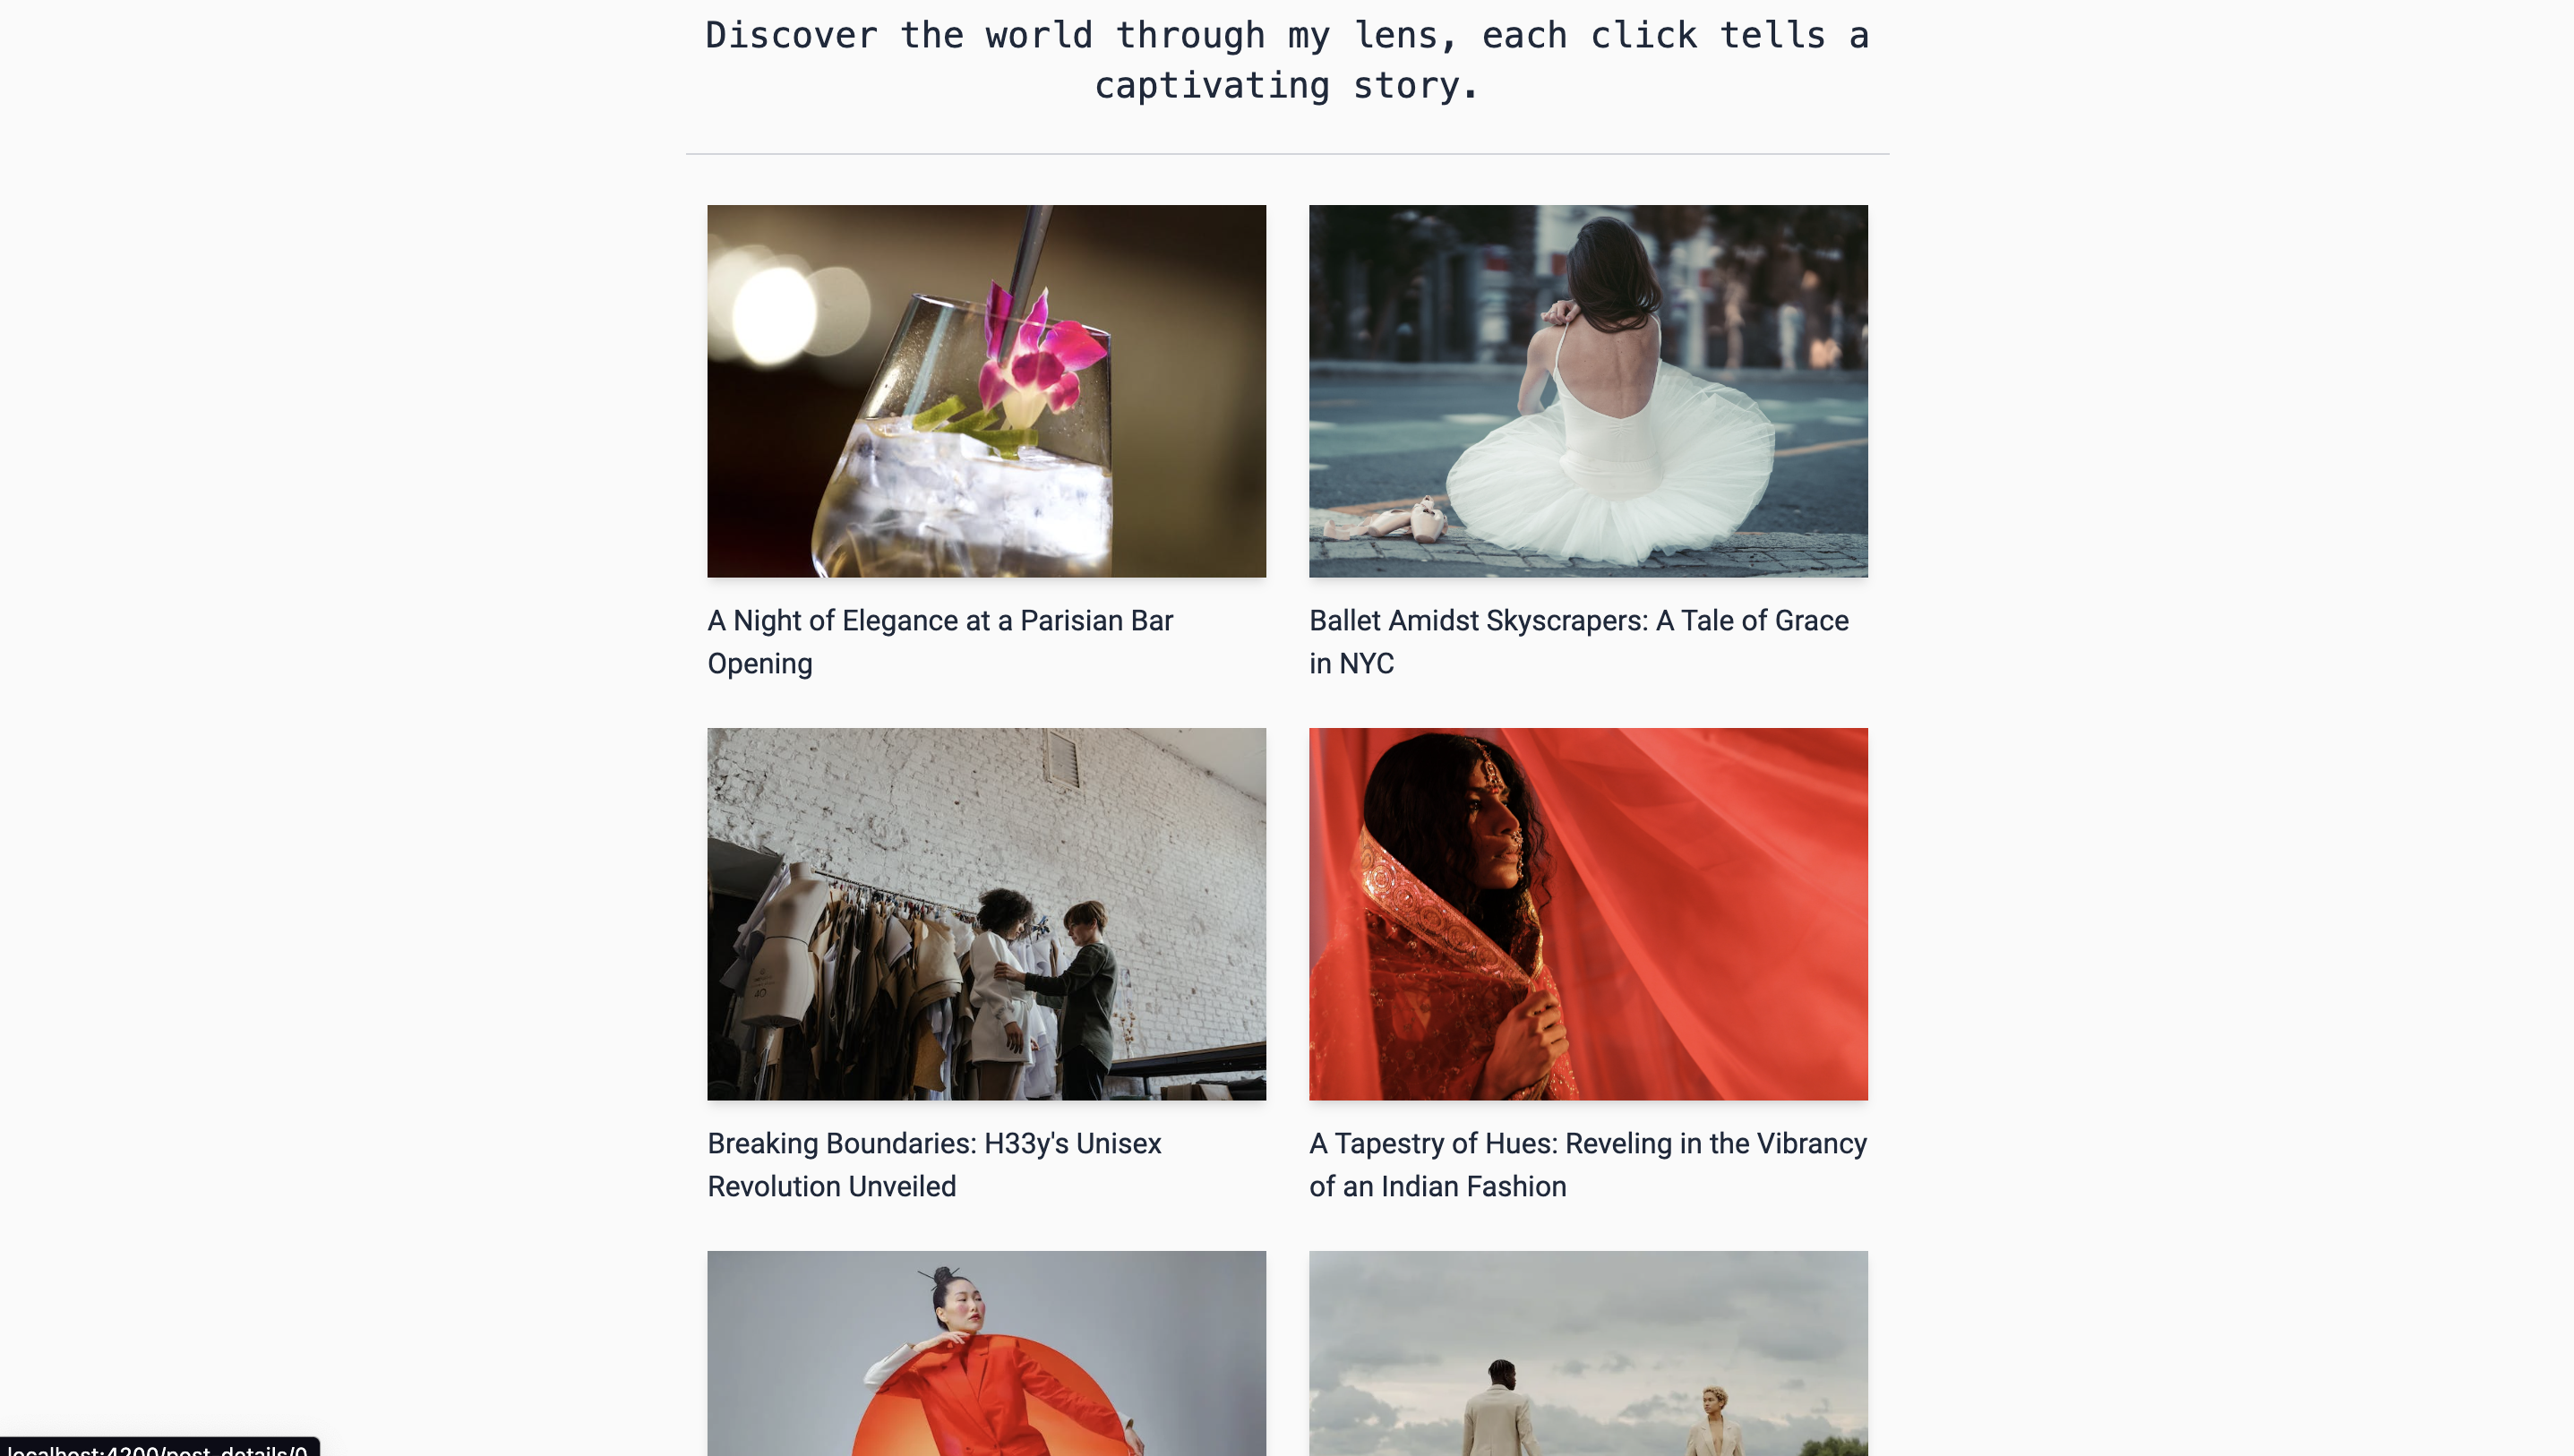 Discover the world through my lens, each click tells a
captivating story.
A Night of Elegance at a Parisian Bar
Opening
Ballet Amidst Skyscrapers: A Tale of Grace
in NYC
40
Breaking Boundaries: H33y's Unisex
Revolution Unveiled
A Tapestry of Hues: Reveling in the Vibrancy
of an Indian Fashion
localhost:4200/post_details/0